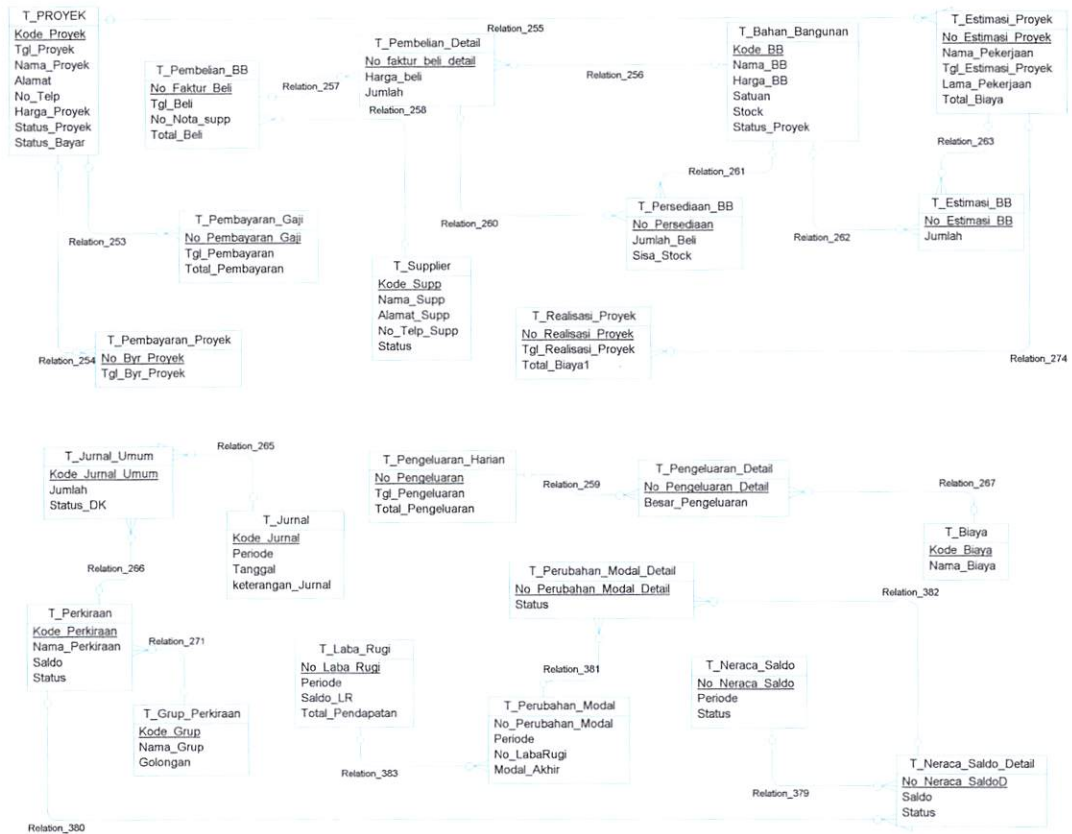 T_PROYEK
Kode_Proyek
Tgl_Proyek
Nama_Proyek
Alamat
No_Telp
Harga_Proyek
Status_Proyek
Status_Bayar
T_Pembelian_BB
No_Faktur_Beli
Tgl_Beli
No_Nota_supp
Total_Beli
Relation_257
T_Pembelian_Detail
No_faktur_beli_detail
Harga_beli
Jumlah
Relation_255
Relation_258
Relation_256
T_Bahan_Bangunan
Kode_BB
Nama_BB
Harga_BB
Satuan
Stock
Status_Proyek
T_Estimasi_Proyek
No_Estimasi_Proyek
Nama_Pekerjaan
Tgl_Estimasi_Proyek
Lama_Pekerjaan
Total_Biaya
Relation_263
Relation_261
T_Pembayaran_Gaji
No_Pembayaran_Gaji
Tgl_Pembayaran
Total_Pembayaran
Relation_253
Relation_260
T_Persediaan_BB
No_Persediaan
Jumlah_Beli
Sisa_Stock
Relation_262
T_Estimasi_BB
No_Estimasi_BB
Jumlah
T_Supplier
Kode_Supp
Nama_Supp
Alamat_Supp
No_Telp_Supp
Status
T_Realisasi_Proyek
No_Realisasi_Proyek
Tgl_Realisasi_Proyek
Total_Biaya1
Relation_274
T_Pembayaran_Proyek
No_Byr_Proyek
Tgl_Byr_Proyek
Relation_254
T_Jurnal_Umum
Kode_Jurnal_Umum
Jumlah
Status_DK
Relation_265
T_Jurnal
Kode_Jurnal
Periode
Tanggal
keterangan_Jurnal
T_Pengeluaran_Harian
No_Pengeluaran
Tgl_Pengeluaran
Total_Pengeluaran
Relation_259
T_Pengeluaran_Detail
No_Pengeluaran_Detail
Besar_Pengeluaran
Relation_267
T_Biaya
Kode_Biaya
Nama_Biaya
Relation_266
T_Perkiraan
Kode_Perkiraan
Nama_Perkiraan
Saldo
Status
Relation_271
T_Grup_Perkiraan
Kode_Grup
Nama_Grup
Golongan
T_Laba_Rugi
No_Laba_Rugi
Periode
Saldo_LR
Total_Pendapatan
Relation_383
T_Perubahan_Modal_Detail
No_Perubahan_Modal_Detail
Status
Relation_382
Relation_381
T_Perubahan_Modal
No_Perubahan_Modal
Periode
No_LabaRugi
Modal_Akhir
T_Neraca_Saldo
No_Neraca_Saldo
Periode
Status
Relation_379
T_Neraca_Saldo_Detail
No_Neraca_SaldoD
Saldo
Status
Relation_380